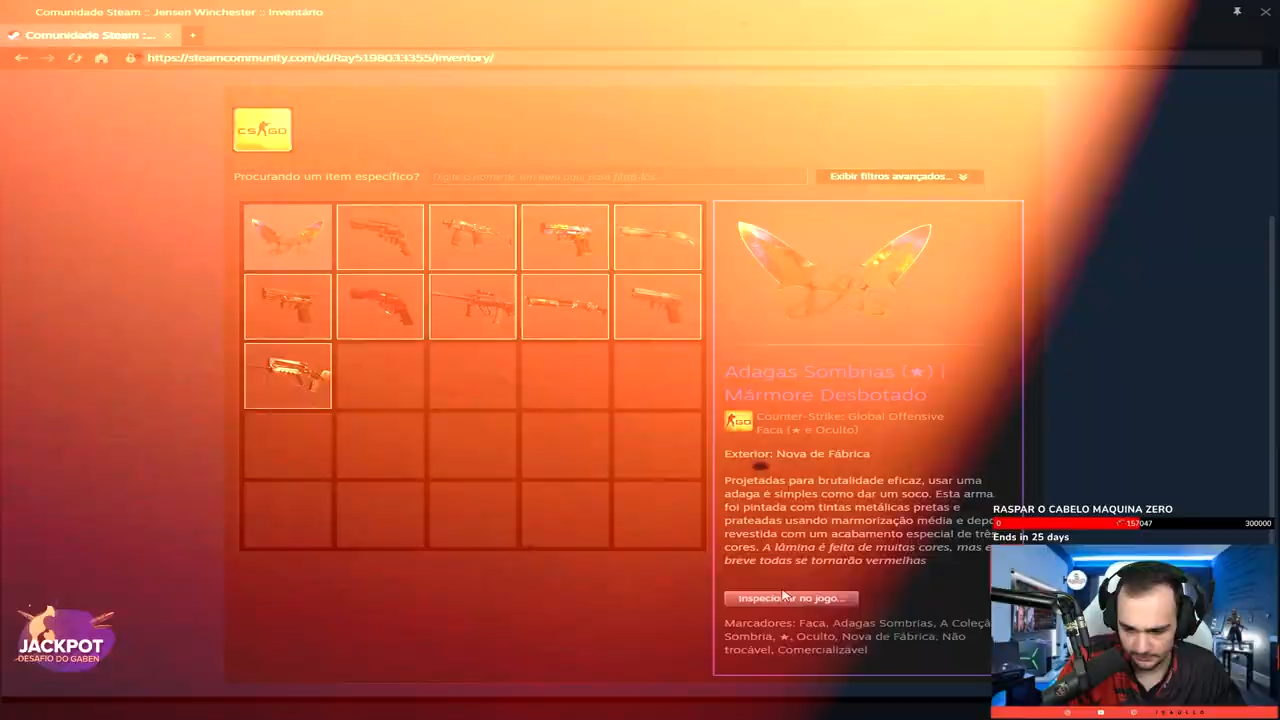 Comunidade Steam :: Jensen Winchester :: Inventário
Comunidade Steam :...
https://steamcommunity.com/id/Ray5198033355/inventory/
CS GO
Procurando um item específico?
Exibir filtros avançados...
Adagas Sombrias (★) |
Mármore Desbotado
GO
Counter-Strike: Global Offensive
Faca (★ e Oculto)
Exterior: Nova de Fábrica
Projetadas para brutalidade eficaz, usar uma
adaga é simples como dar um soco. Esta arma
foi pintada com tintas metálicas pretas e
prateadas usando marmorização média e depo
revestida com um acabamento especial de três
cores. A lâmina é feita de muitas cores, mas e
breve todas se tornarão vermelhas
Inspecionar no jogo...
Marcadores: Faca, Adagas Sombrias, A Coleçã
Sombria, ★, Oculto, Nova de Fábrica, Não
trocável, Comercializável
RASPAR O CABELO MAQUINA ZERO
0 157047 300000
Ends in 25 days
JACKPOT
DESAFIO DO GABEN